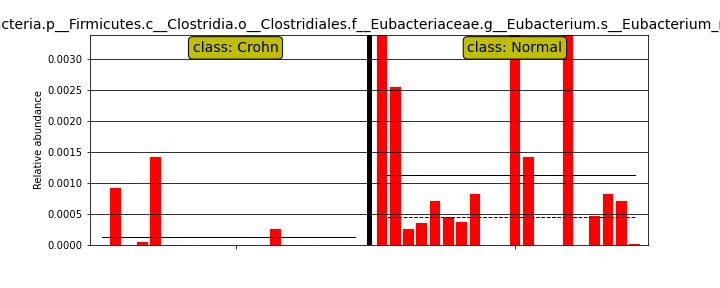 cteria.p__Firmicutes.c__Clostridia.o__Clostridiales.f__Eubacteriaceae.g__Eubacterium.s__Eubacterium_
class: Crohn
class: Normal
0.0030
0.0025
0.0020
0.0015
0.0010
0.0005
0.0000
Relative abundance